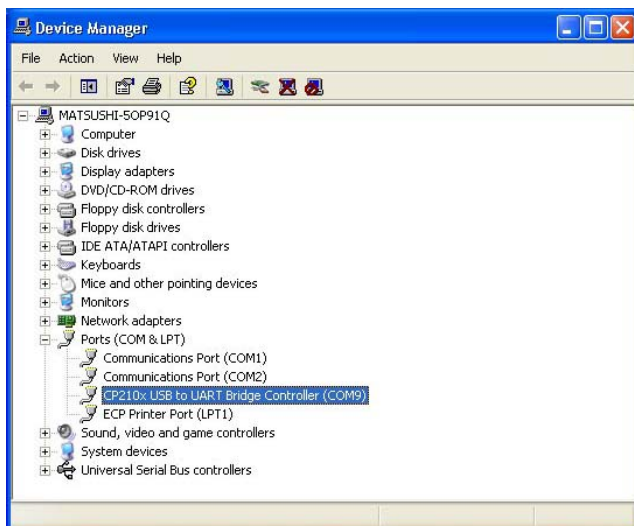 Device Manager
File Action View Help
MATSUSHI-5OP91Q
Computer
Disk drives
Display adapters
DVD/CD-ROM drives
Floppy disk controllers
Floppy disk drives
IDE ATA/ATAPI controllers
Keyboards
Mice and other pointing devices
Monitors
Network adapters
Ports (COM & LPT)
Communications Port (COM1)
Communications Port (COM2)
CP210x USB to UART Bridge Controller (COM9)
ECP Printer Port (LPT1)
Sound, video and game controllers
System devices
Universal Serial Bus controllers